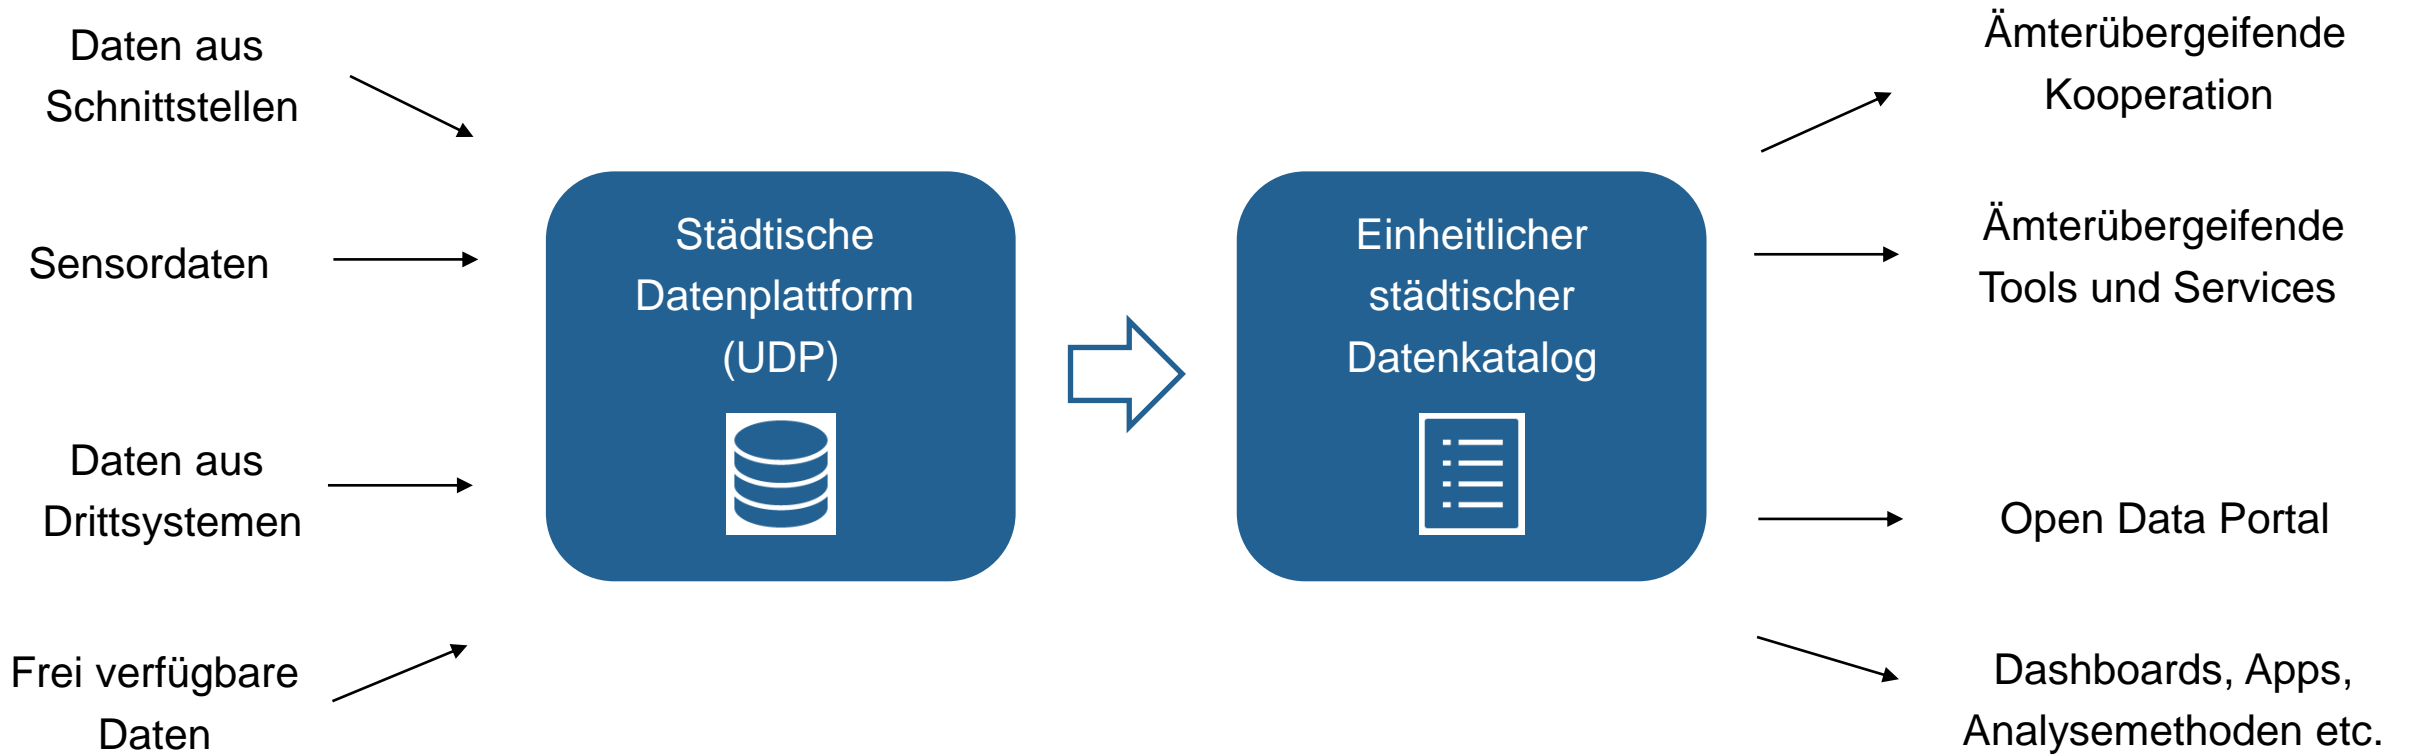 Daten aus
Schnittstellen
Sensordaten
Daten aus
Drittsystemen
Frei verfügbare
Daten
Städtische
Datenplattform
(UDP)
Einheitlicher
städtischer
Datenkatalog
Ämterübergeifende
Kooperation
Ämterübergeifende
Tools und Services
Open Data Portal
Dashboards, Apps,
Analysemethoden etc.